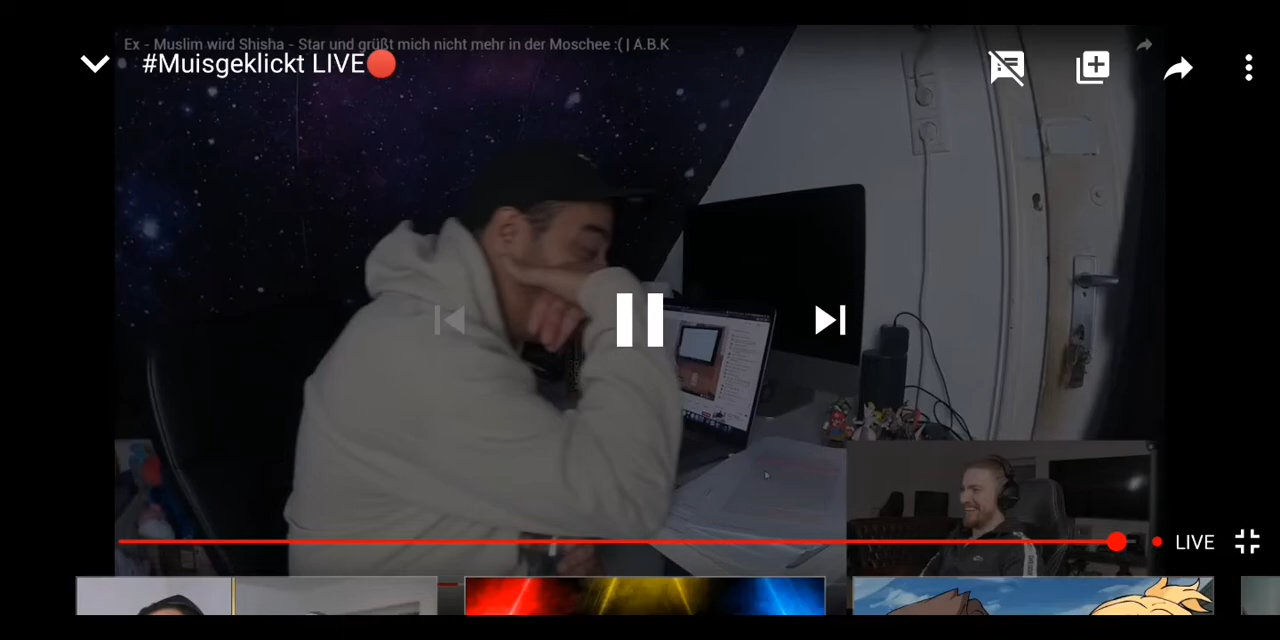 Ex - Muslim wird Shisha - Star und grüßt mich nicht mehr in der Moschee :( | A.B.K
#Muisgeklickt LIVE🔴
LIVE